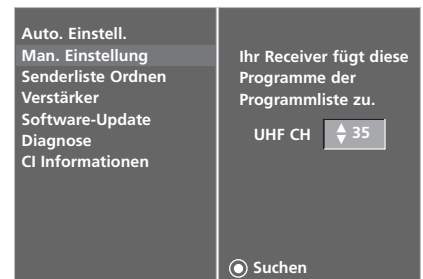 Auto. Einstell.
Man. Einstellung
Senderliste Ordnen
Verstärker
Software-Update
Diagnose
CI Informationen
Ihr Receiver fügt diese
Programme der
Programmliste zu.
UHF CH 35
Suchen